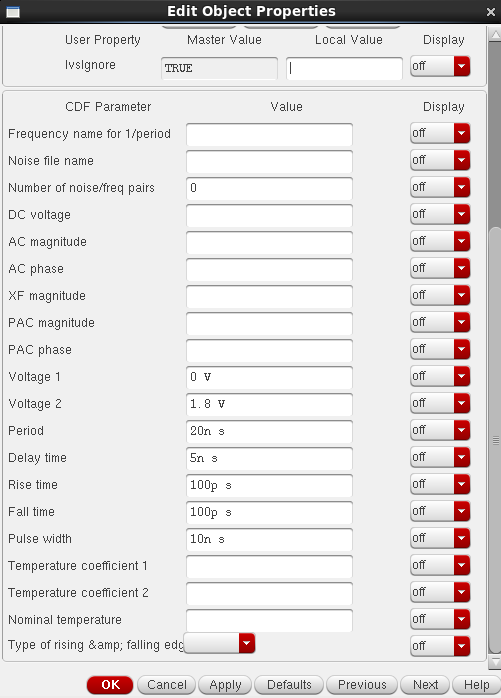 Edit Object Properties
User Property Master Value Local Value Display
lvsIgnore TRUE off
CDF Parameter Value Display
Frequency name for 1/period off
Noise file name off
Number of noise/freq pairs 0 off
DC voltage off
AC magnitude off
AC phase off
XF magnitude off
PAC magnitude off
PAC phase off
Voltage 1 0 V off
Voltage 2 1.8 V off
Period 20n s off
Delay time 5n s off
Rise time 100p s off
Fall time 100p s off
Pulse width 10n s off
Temperature coefficient 1 off
Temperature coefficient 2 off
Nominal temperature off
Type of rising &amp; falling edg off
OK Cancel Apply Defaults Previous Next Help